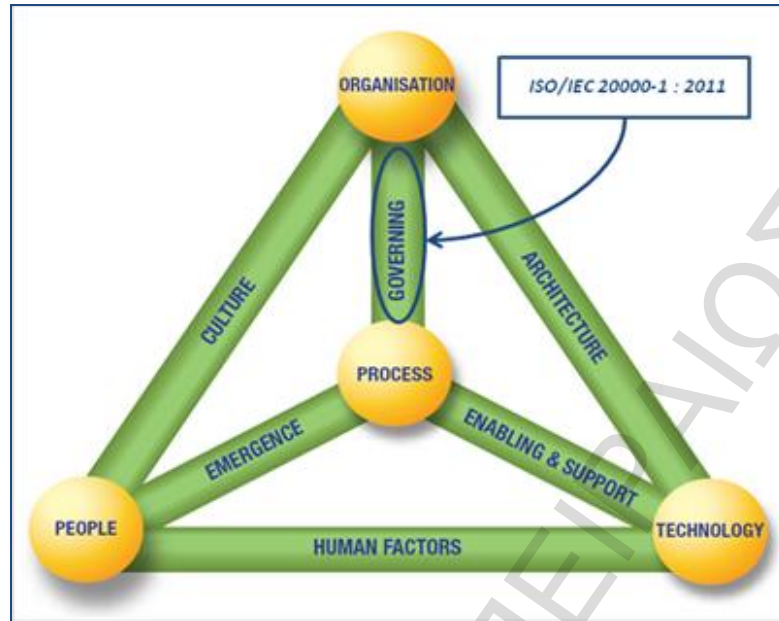 ORGANISATION
ISO/IEC 20000-1 : 2011
GOVERNING
CULTURE
ARCHITECTURE
PROCESS
EMERGENCE
ENABLING & SUPPORT
PEOPLE
TECHNOLOGY
HUMAN FACTORS